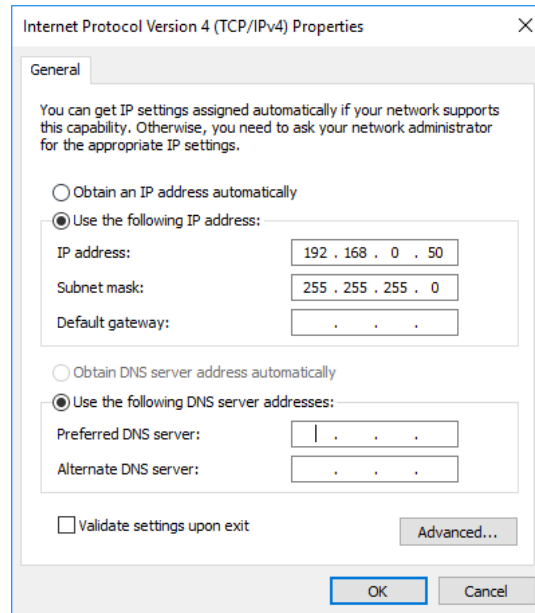 Internet Protocol Version 4 (TCP/IPv4) Properties
General
You can get IP settings assigned automatically if your network supports
this capability. Otherwise, you need to ask your network administrator
for the appropriate IP settings.
Obtain an IP address automatically
Use the following IP address:
IP address: 192 . 168 . 0 . 50
Subnet mask: 255 . 255 . 255 . 0
Default gateway: . . .
Obtain DNS server address automatically
Use the following DNS server addresses:
Preferred DNS server: . . .
Alternate DNS server: . . .
Validate settings upon exit
Advanced...
OK Cancel